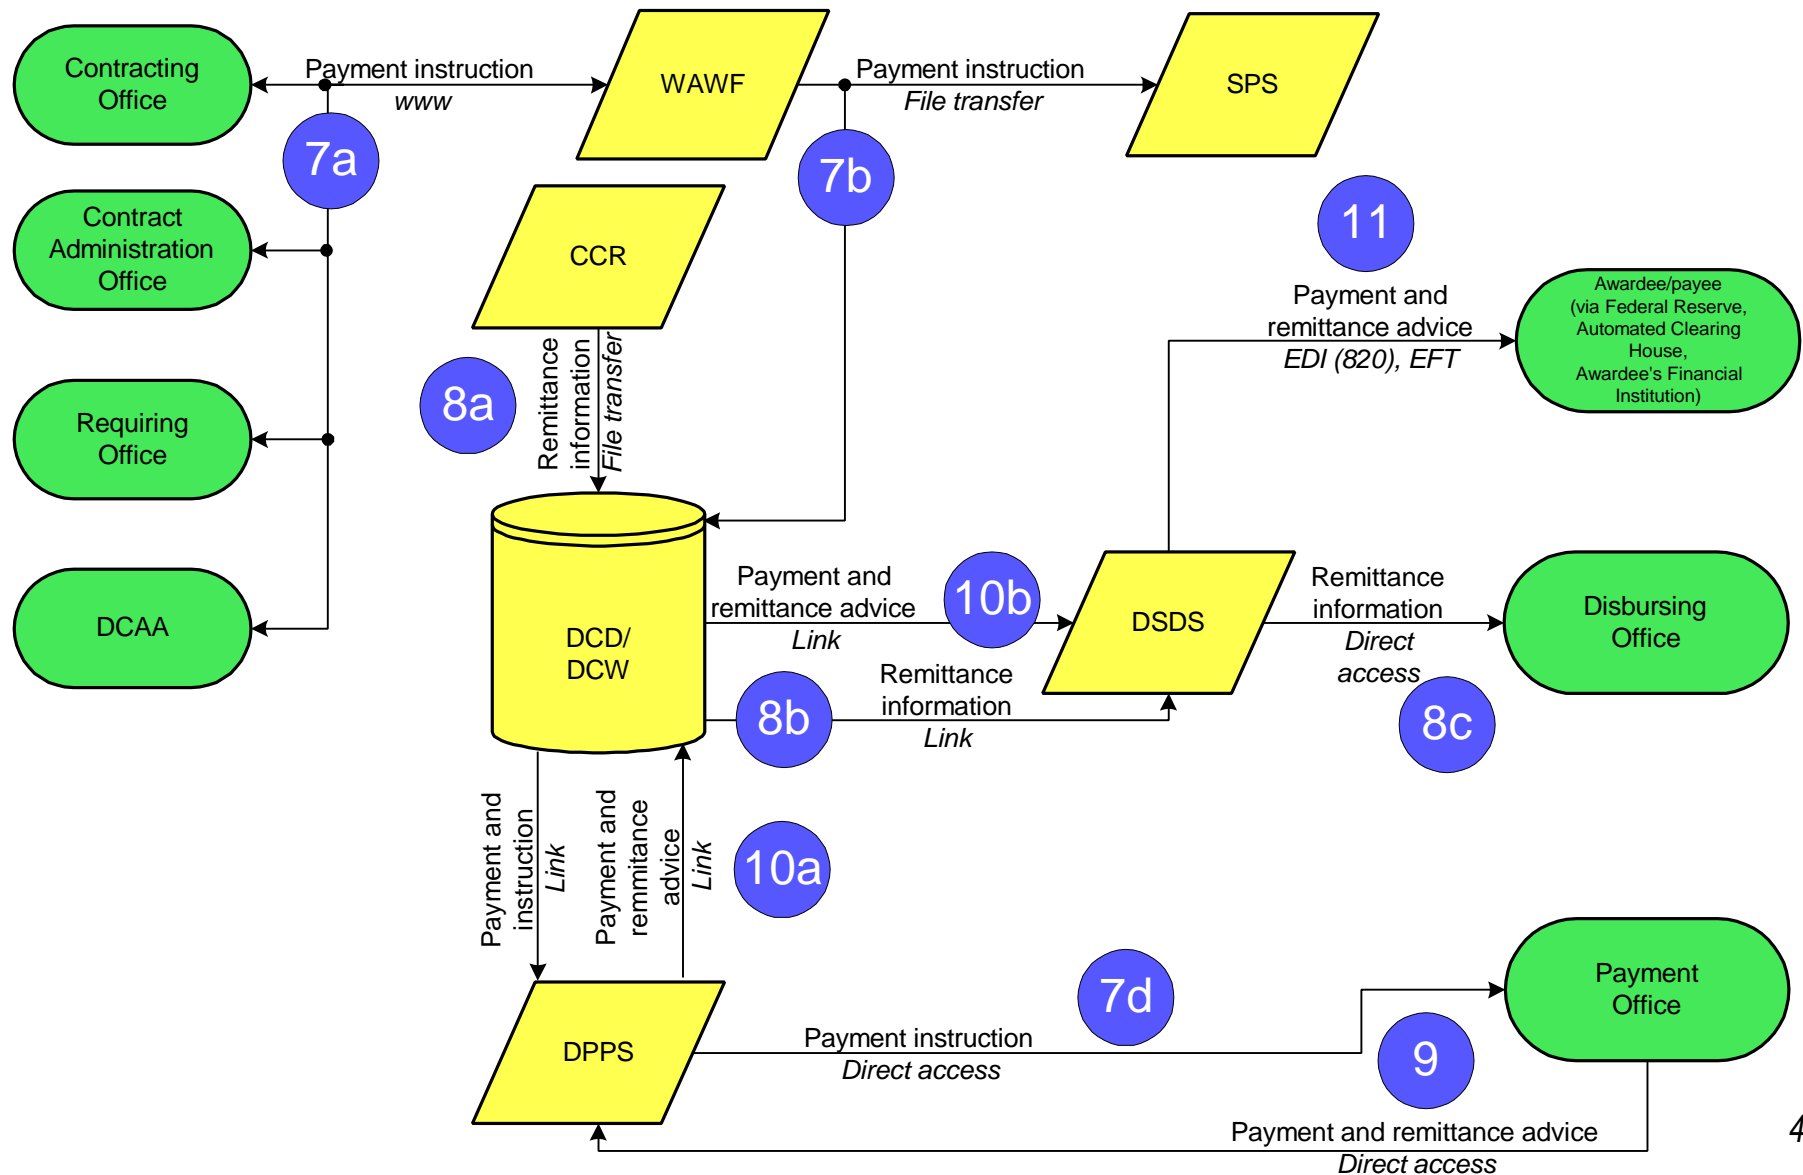 Contracting
Office
Payment instruction
www
WAWF
Payment instruction
File transfer
SPS
7a
7b
Contract
Administration
Office
CCR
11
Payment and
remittance advice
EDI (820), EFT
Awardee/payee
(via Federal Reserve,
Automated Clearing
House,
Awardee's Financial
Institution)
8a
Remittance
information
File transfer
Requiring
Office
DCAA
DCD/
DCW
Payment and
remittance advice
Link
10b
DSDS
Remittance
information
Direct
access
Disbursing
Office
8b
Remittance
information
Link
8c
Payment and
instruction
Link
Payment and
remmitance
advice
Link
10a
7d
Payment
Office
DPPS
Payment instruction
Direct access
9
Payment and remittance advice
Direct access
4